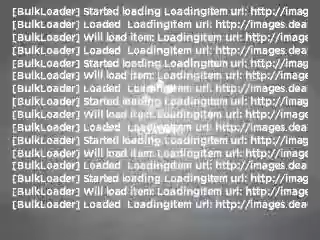 [BulkLoader] Started loading LoadingItem url: http://imag
[BulkLoader] Loaded LoadingItem url: http://images.dea
[BulkLoader] Will load item: LoadingItem url: http://imag
[BulkLoader] Loaded LoadingItem url: http://images.dea
[BulkLoader] Started loading LoadingItem url: http://imag
[BulkLoader] Will load item: LoadingItem url: http://imag
[BulkLoader] Loaded LoadingItem url: http://images.dea
[BulkLoader] Started loading LoadingItem url: http://imag
[BulkLoader] Will load item: LoadingItem url: http://imag
[BulkLoader] Loaded LoadingItem url: http://images.dea
[BulkLoader] Started loading LoadingItem url: http://imag
[BulkLoader] Will load item: LoadingItem url: http://imag
[BulkLoader] Loaded LoadingItem url: http://images.dea
[BulkLoader] Started loading LoadingItem url: http://imag
[BulkLoader] Will load item: LoadingItem url: http://imag
[BulkLoader] Loaded LoadingItem url: http://images.dea